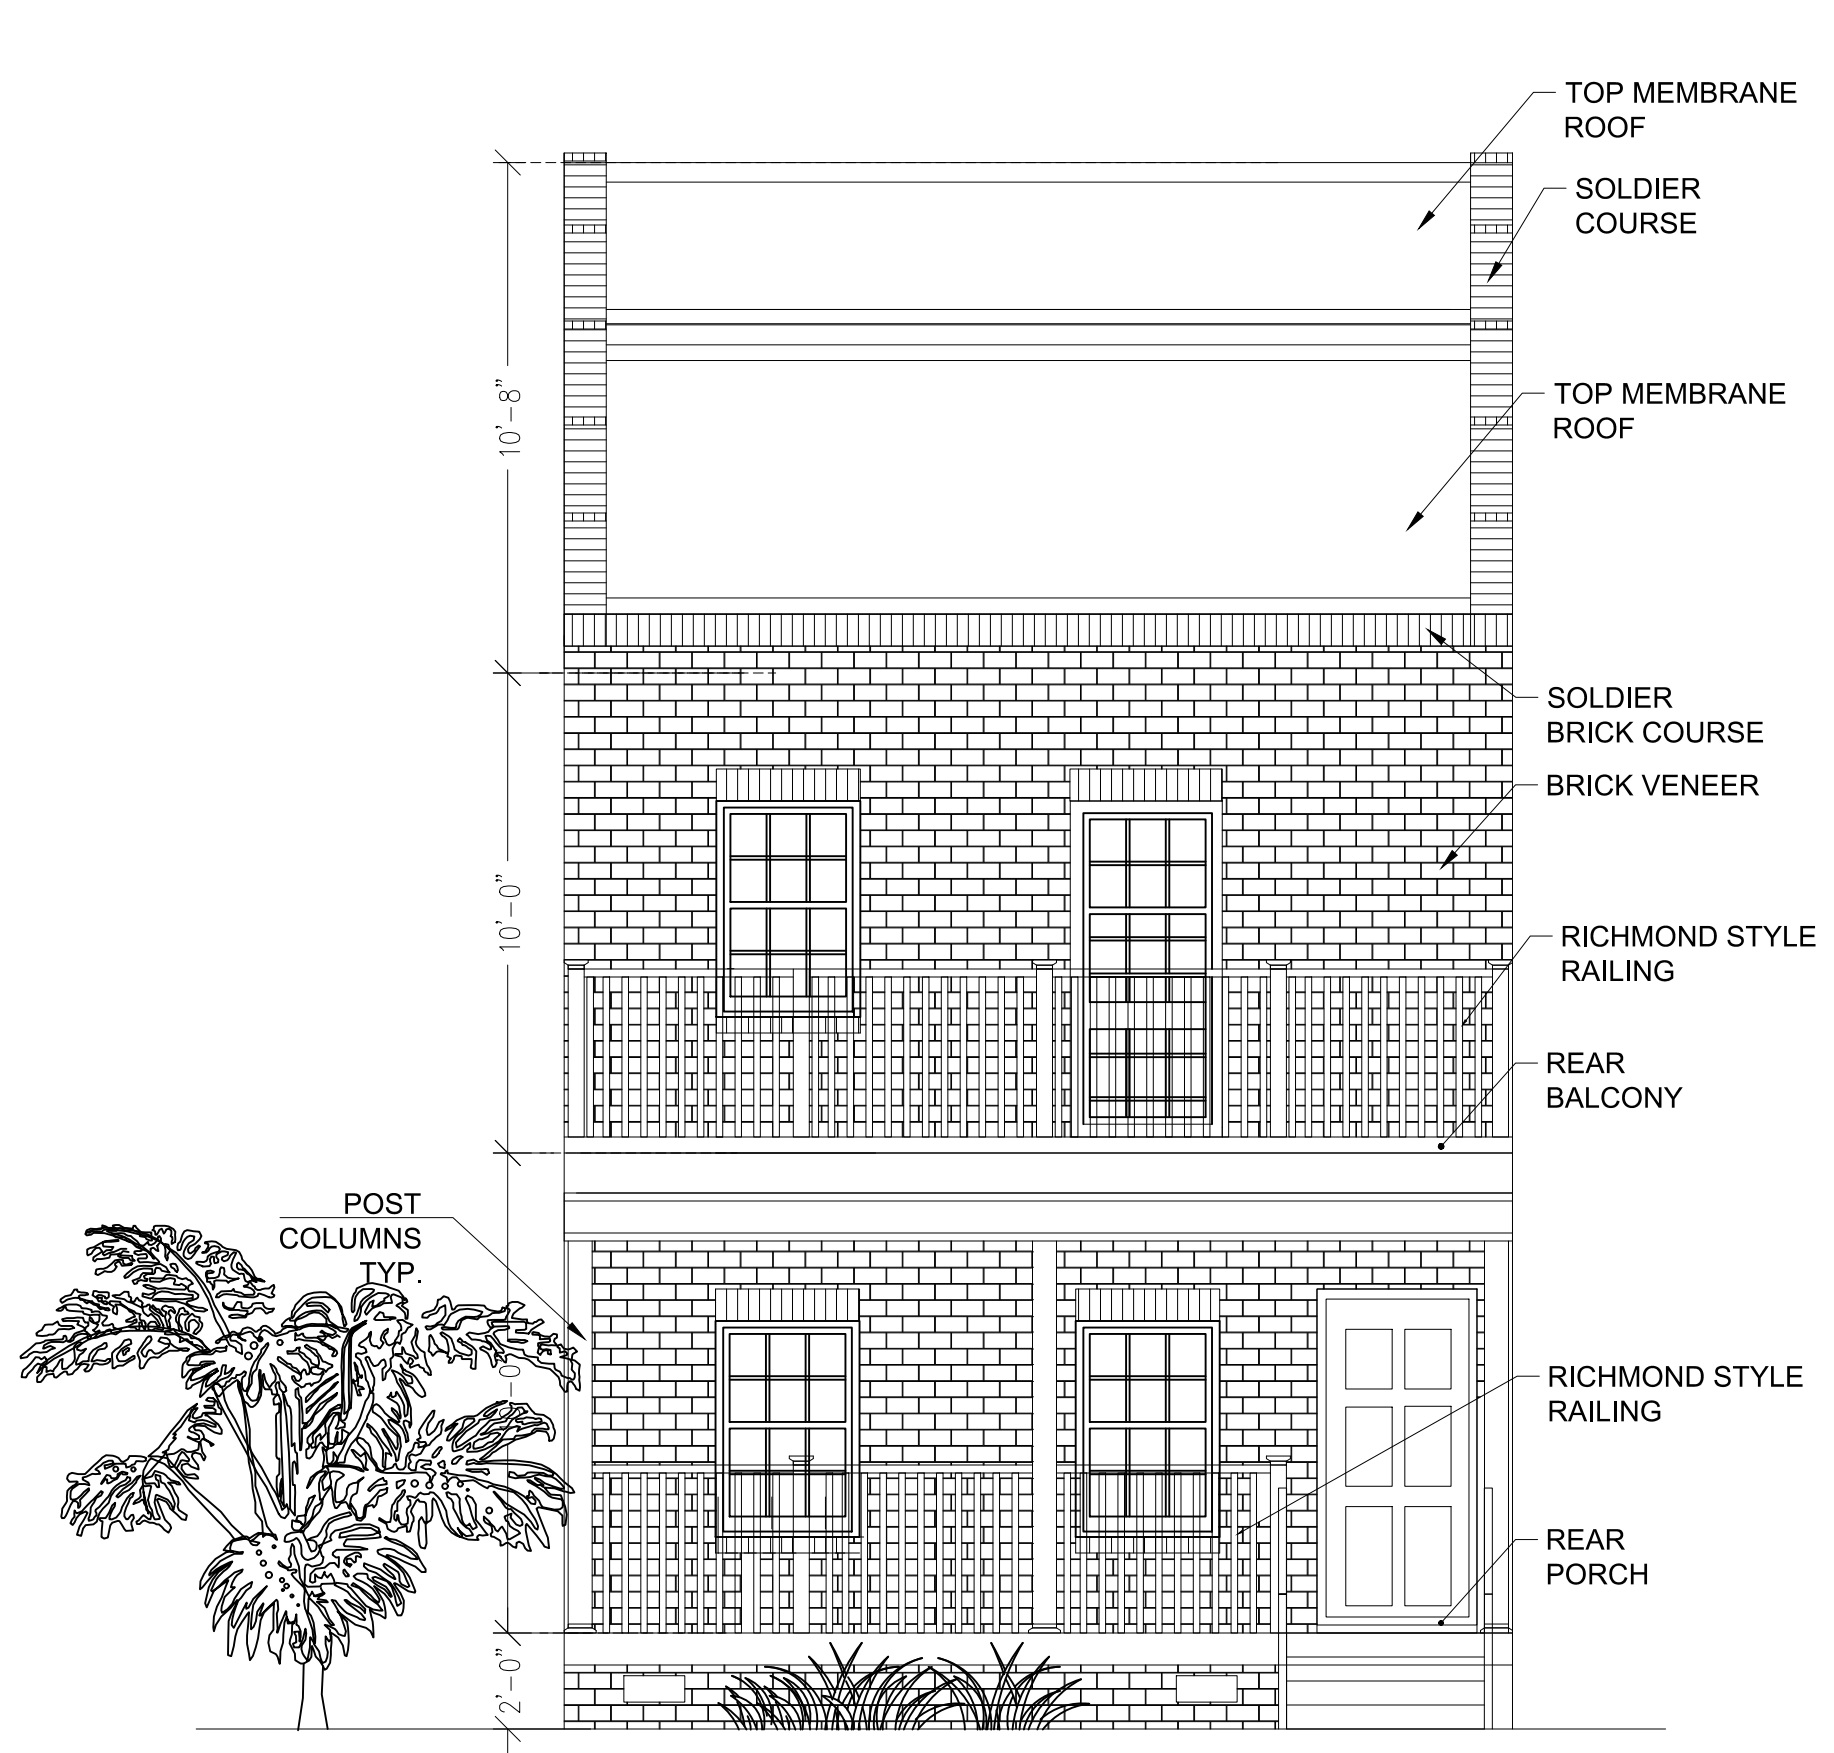 TOP MEMBRANE
ROOF
SOLDIER
COURSE
10'-8"
TOP MEMBRANE
ROOF
SOLDIER
BRICK COURSE
BRICK VENEER
10'-0"
RICHMOND STYLE
RAILING
REAR
BALCONY
POST
COLUMNS
TYP.
RICHMOND STYLE
RAILING
REAR
PORCH
2'-0"